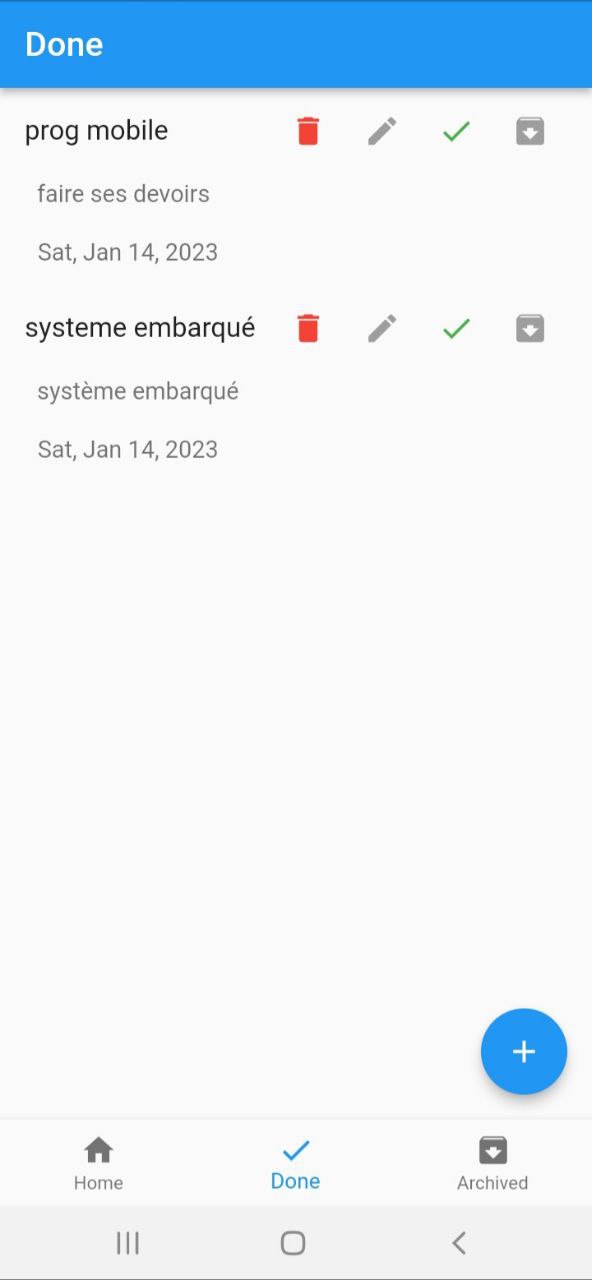 Done
prog mobile
faire ses devoirs
Sat, Jan 14, 2023
systeme embarqué
système embarqué
Sat, Jan 14, 2023
Home
Done
Archived